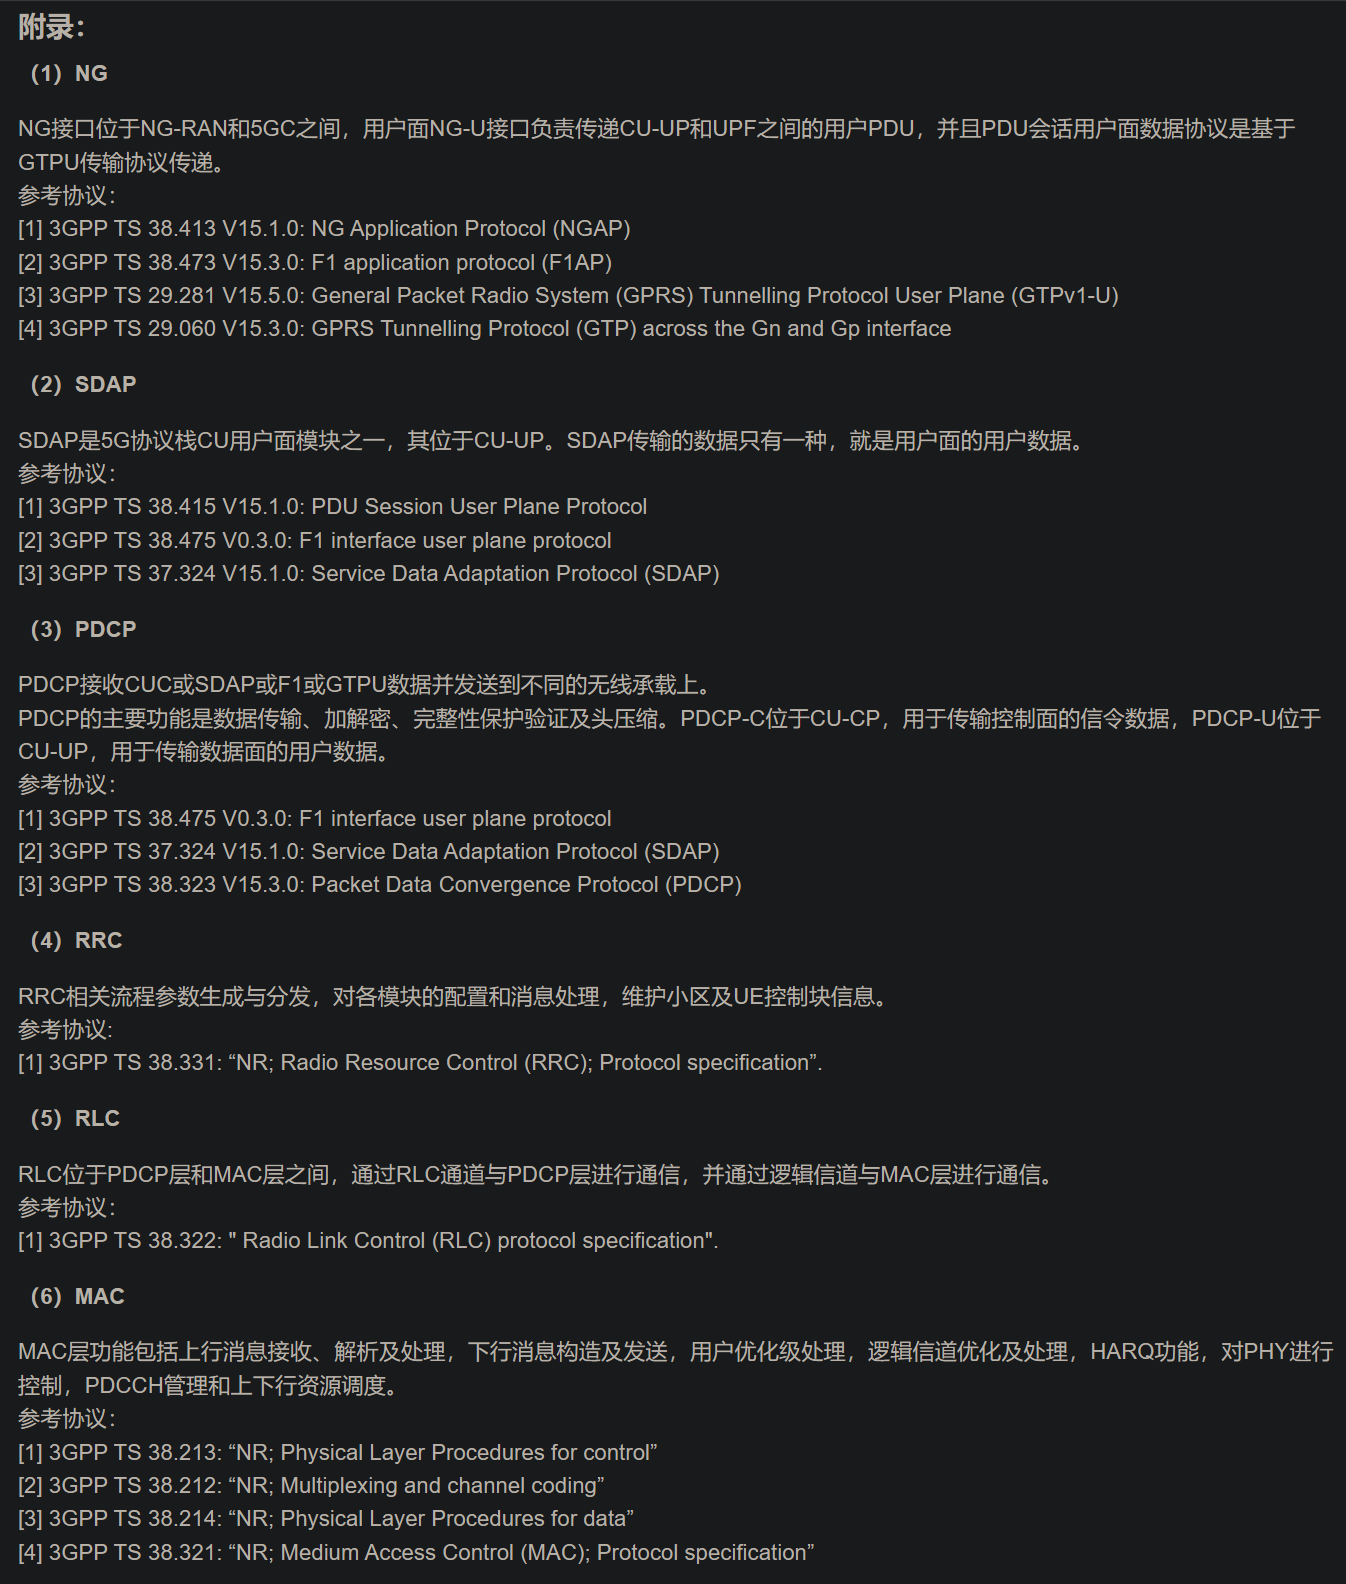 附录：
（1）NG
NG接口位于NG-RAN和5GC之间，用户面NG-U接口负责传递CU-UP和UPF之间的用户PDU，并且PDU会话用户面数据协议是基于
GTPU传输协议传递。
参考协议：
[1] 3GPP TS 38.413 V15.1.0: NG Application Protocol (NGAP)
[2] 3GPP TS 38.473 V15.3.0: F1 application protocol (F1AP)
[3] 3GPP TS 29.281 V15.5.0: General Packet Radio System (GPRS) Tunnelling Protocol User Plane (GTPv1-U)
[4] 3GPP TS 29.060 V15.3.0: GPRS Tunnelling Protocol (GTP) across the Gn and Gp interface
（2）SDAP
SDAP是5G协议栈CU用户面模块之一，其位于CU-UP。SDAP传输的数据只有一种，就是用户面的用户数据。
参考协议：
[1] 3GPP TS 38.415 V15.1.0: PDU Session User Plane Protocol
[2] 3GPP TS 38.475 V0.3.0: F1 interface user plane protocol
[3] 3GPP TS 37.324 V15.1.0: Service Data Adaptation Protocol (SDAP)
（3）PDCP
PDCP接收CUC或SDAP或F1或GTPU数据并发送到不同的无线承载上。
PDCP的主要功能是数据传输、加解密、完整性保护验证及头压缩。PDCP-C位于CU-CP，用于传输控制面的信令数据，PDCP-U位于
CU-UP，用于传输数据面的用户数据。
参考协议：
[1] 3GPP TS 38.475 V0.3.0: F1 interface user plane protocol
[2] 3GPP TS 37.324 V15.1.0: Service Data Adaptation Protocol (SDAP)
[3] 3GPP TS 38.323 V15.3.0: Packet Data Convergence Protocol (PDCP)
（4）RRC
RRC相关流程参数生成与分发，对各模块的配置和消息处理，维护小区及UE控制块信息。
参考协议:
[1] 3GPP TS 38.331: “NR; Radio Resource Control (RRC); Protocol specification”.
（5）RLC
RLC位于PDCP层和MAC层之间，通过RLC通道与PDCP层进行通信，并通过逻辑信道与MAC层进行通信。
参考协议：
[1] 3GPP TS 38.322: " Radio Link Control (RLC) protocol specification".
（6）MAC
MAC层功能包括上行消息接收、解析及处理，下行消息构造及发送，用户优化级处理，逻辑信道优化及处理，HARQ功能，对PHY进行
控制，PDCCH管理和上下行资源调度。
参考协议：
[1] 3GPP TS 38.213: “NR; Physical Layer Procedures for control”
[2] 3GPP TS 38.212: “NR; Multiplexing and channel coding”
[3] 3GPP TS 38.214: “NR; Physical Layer Procedures for data”
[4] 3GPP TS 38.321: “NR; Medium Access Control (MAC); Protocol specification”